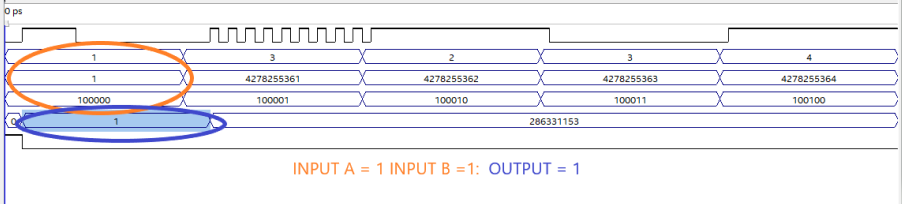 0 ps
1 3 2 3 4
1 4278255361 4278255362 4278255363 4278255364
100000 100001 100010 100011 100100
0 1 286331153
INPUT A = 1 INPUT B =1: OUTPUT = 1